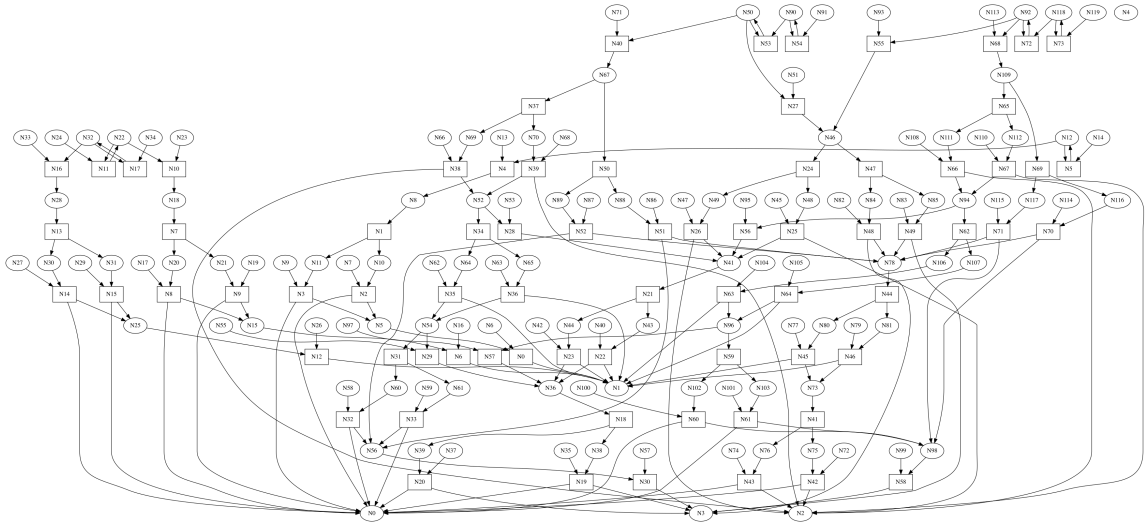 N71 N50 N90 N91 N93 N113 N92 N118 N119 N4
N40 N53 N54 N55 N68 N72 N73
N67 N51 N109
N37 N27 N65
N33 N24 N32 N22 N34 N23 N66 N69 N13 N70 N68 N46 N108 N111 N110 N112 N12 N14
N16 N11 N17 N10 N38 N4 N39 N50 N24 N47 N66 N67 N69 N5
N28 N18 N8 N52 N53 N89 N87 N88 N86 N47 N49 N95 N45 N48 N82 N84 N83 N85 N94 N115 N117 N114 N116
N13 N7 N1 N34 N28 N52 N51 N26 N56 N25 N48 N49 N62 N71 N70
N27 N30 N29 N31 N17 N20 N21 N19 N9 N11 N7 N10 N62 N64 N63 N65 N41 N104 N105 N78 N106 N107
N14 N15 N8 N9 N3 N2 N35 N36 N21 N63 N64 N44
N25 N55 N15 N26 N97 N5 N54 N16 N6 N42 N44 N40 N43 N96 N77 N80 N79 N81
N12 N31 N29 N6 N57 N0 N23 N22 N59 N45 N46
N58 N60 N59 N61 N36 N100 N1 N102 N101 N103 N73
N32 N33 N18 N60 N61 N41
N56 N39 N37 N35 N38 N57 N74 N76 N75 N72 N99 N98
N20 N19 N30 N43 N42 N58
N0 N3 N2